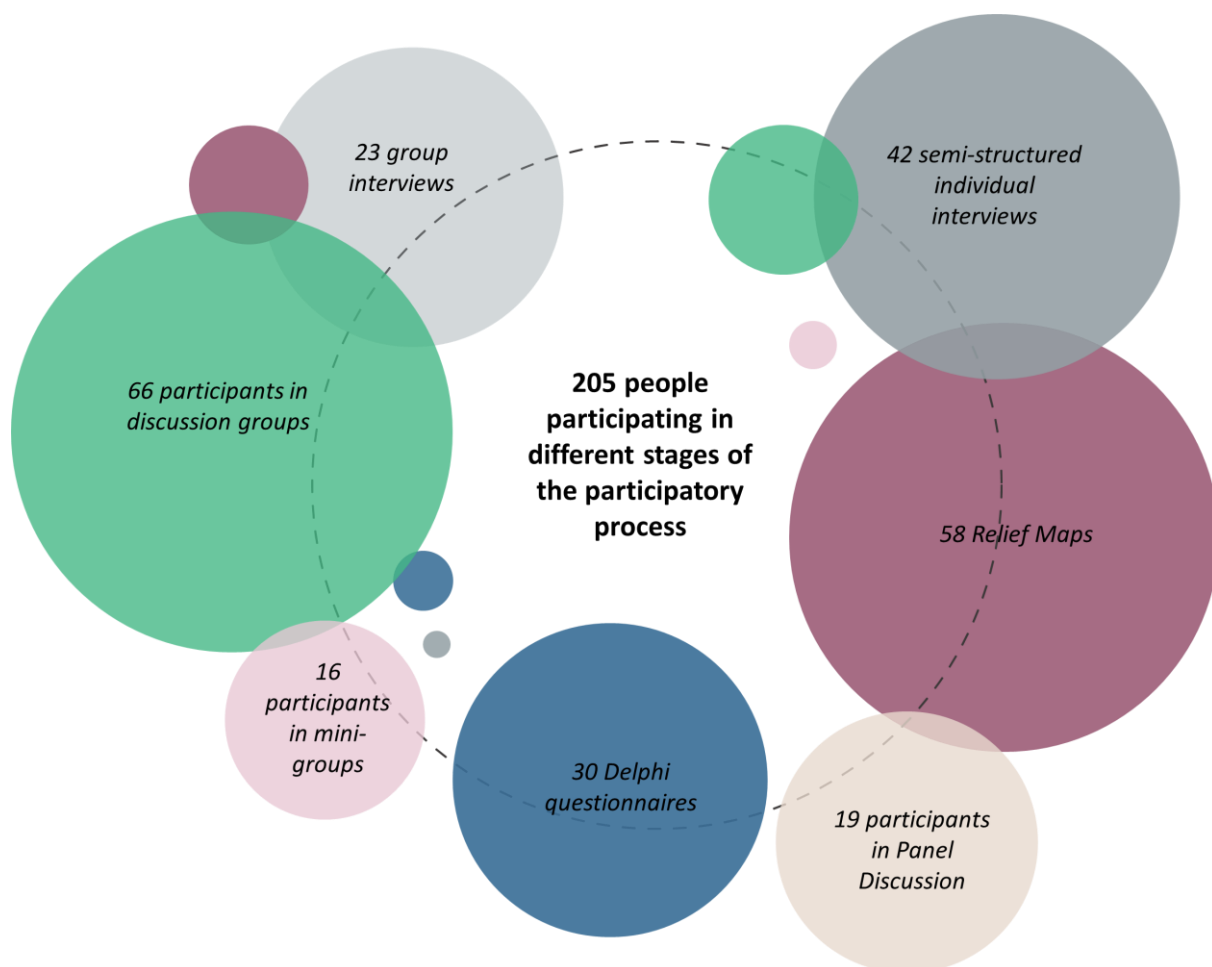 23 group
interviews
42 semi-structured
individual
interviews
66 participants in
discussion groups
205 people
participating in
different stages of
the participatory
process
58 Relief Maps
16
participants
in mini-
groups
30 Delphi
questionnaires
19 participants
in Panel
Discussion